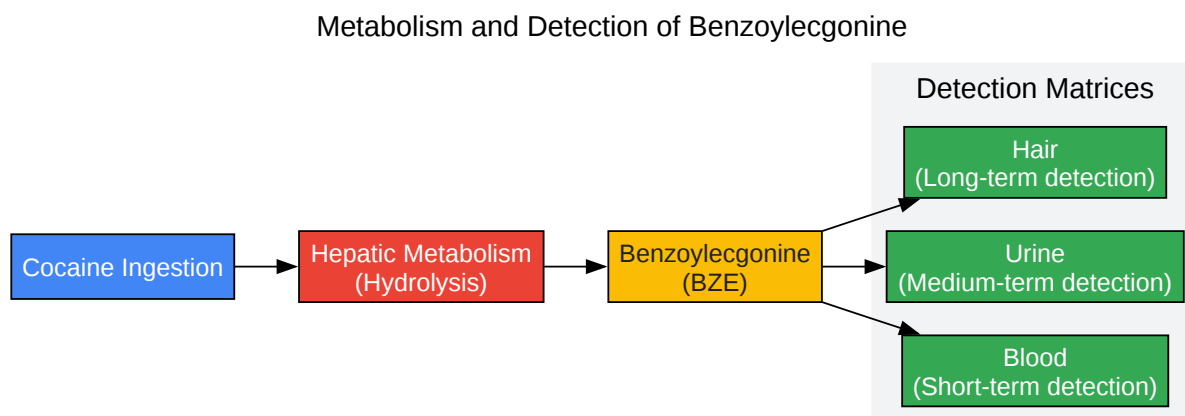 Metabolism and Detection of Benzoylecgonine
Detection Matrices
Cocaine Ingestion
Hepatic Metabolism
(Hydrolysis)
Benzoylecgonine
(BZE)
Hair
(Long-term detection)
Urine
(Medium-term detection)
Blood
(Short-term detection)